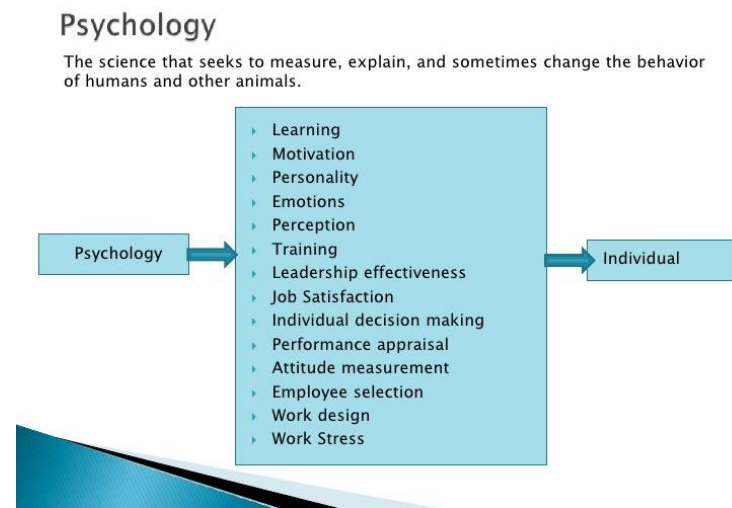 Psychology
The science that seeks to measure, explain, and sometimes change the behavior
of humans and other animals.
Psychology
Learning
Motivation
Personality
Emotions
Perception
Training
Leadership effectiveness
Job Satisfaction
Individual decision making
Performance appraisal
Attitude measurement
Employee selection
Work design
Work Stress
Individual